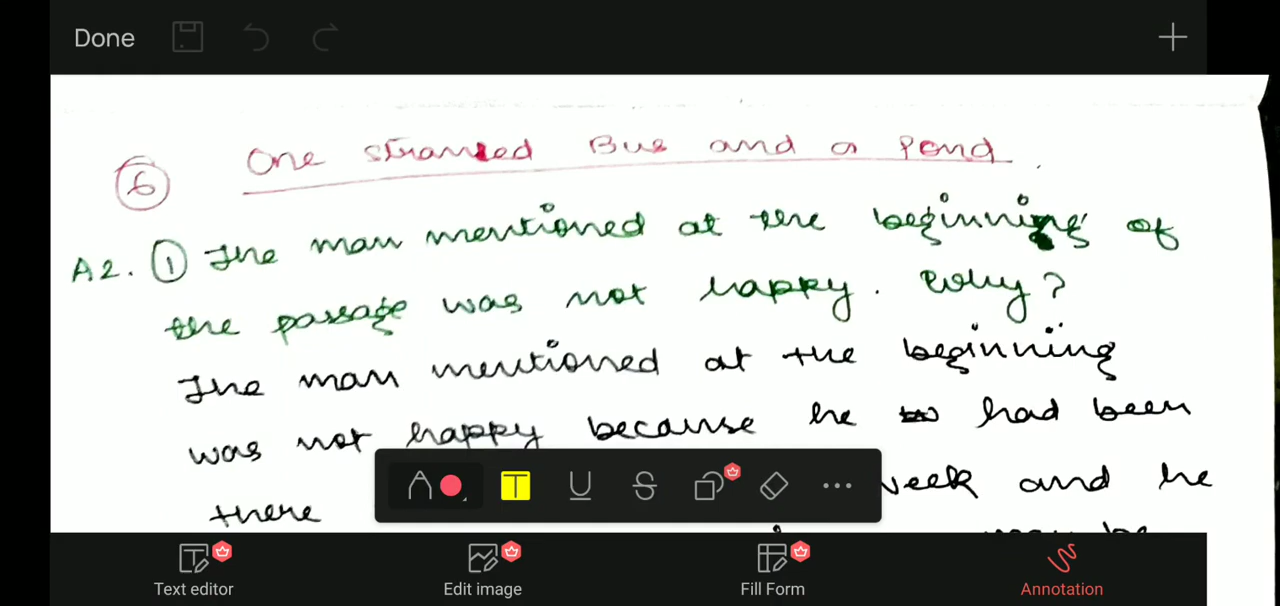 Done
6 One stranded Bus and a Pond.
A2. 1 The man mentioned at the beginning of
the passage was not happy. Why?
The man mentioned at the beginning
was not happy because he had been
there week and he
may be
Text editor
Edit image
Fill Form
Annotation